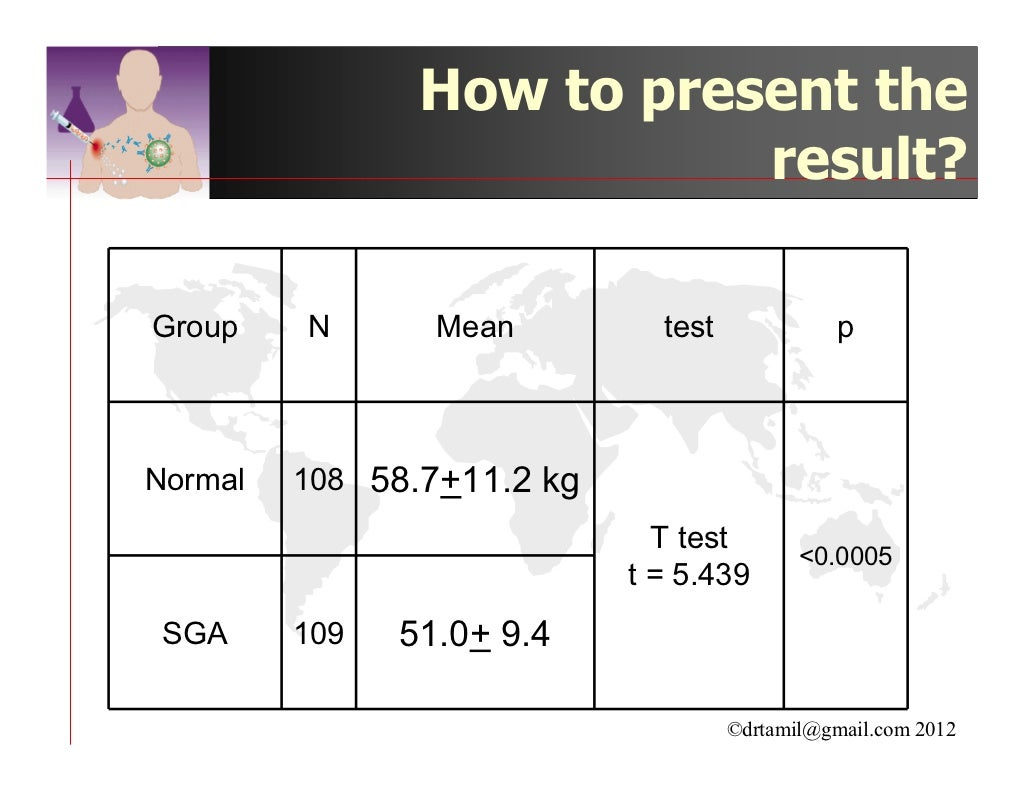 How to present the
result?
Group N Mean test p
Normal 108 58.7±11.2 kg
T test
t = 5.439
<0.0005
SGA 109 51.0± 9.4
©drtamil@gmail.com 2012